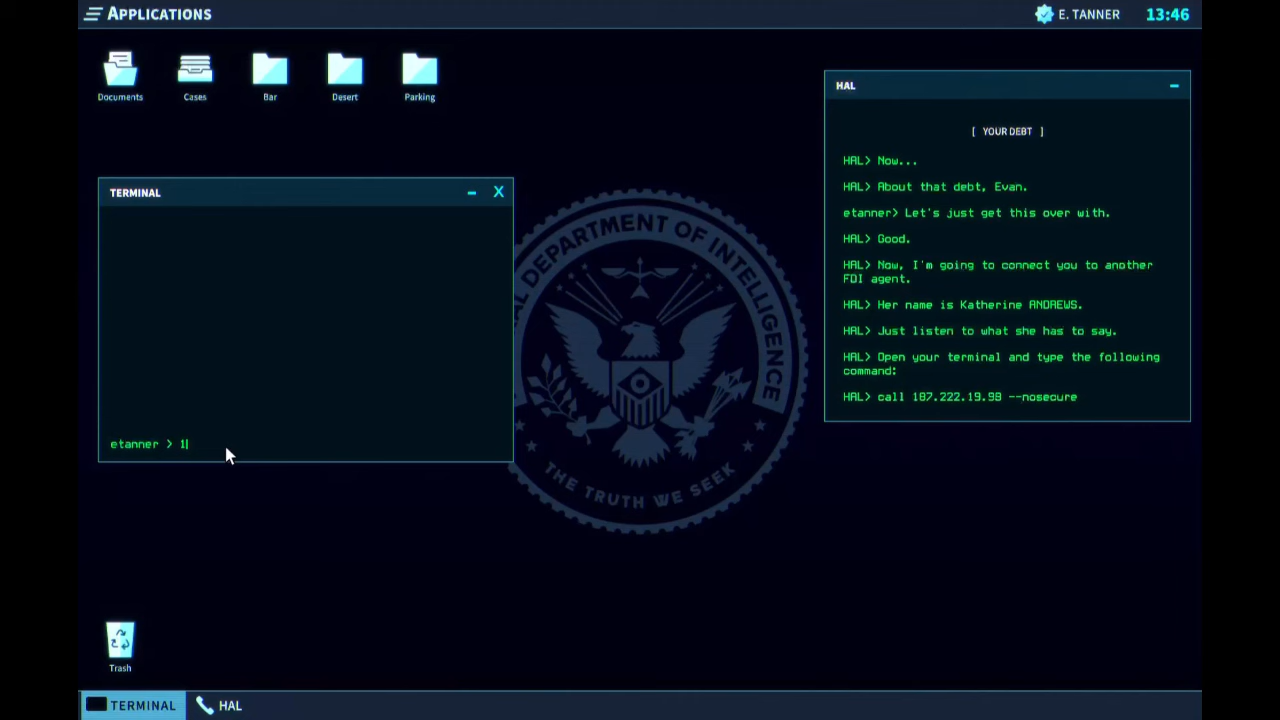 APPLICATIONS
E. TANNER
13:46
Documents
Cases
Bar
Desert
Parking
HAL
[ YOUR DEBT ]
HAL> Now...
HAL> About that debt, Evan.
etanner> Let's just get this over with.
HAL> Good.
HAL> Now, I'm going to connect you to another
FDI agent.
HAL> Her name is Katherine ANDREWS.
HAL> Just listen to what she has to say.
HAL> Open your terminal and type the following
command:
HAL> call 187.222.19.99 --nosecure
TERMINAL
X
etanner > 1
DEPARTMENT OF INTELLIGENCE
THE TRUTH WE SEEK
Trash
TERMINAL
HAL